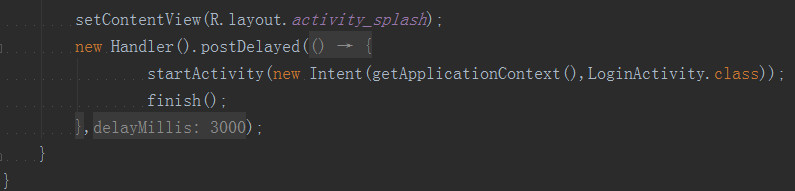 setContentView(R.layout.activity_splash);
new Handler().postDelayed(() → {
startActivity(new Intent(getApplicationContext(),LoginActivity.class));
finish();
},delayMillis: 3000);
}
}